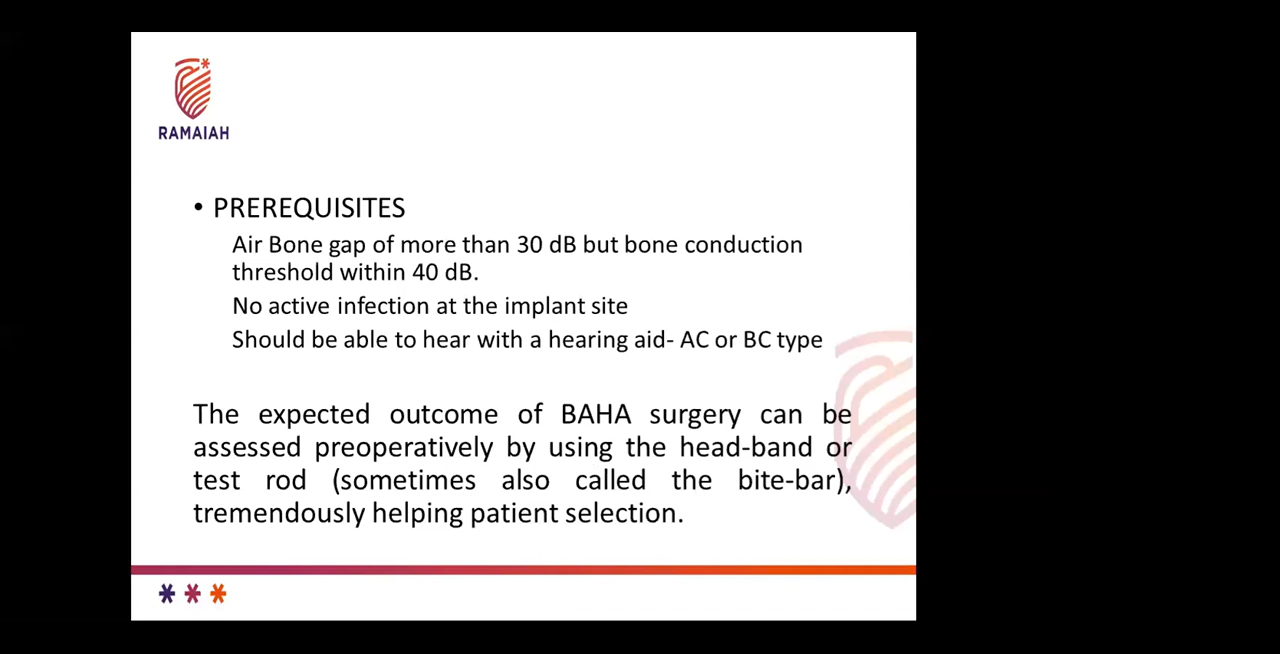 RAMAIAH
• PREREQUISITES
Air Bone gap of more than 30 dB but bone conduction
threshold within 40 dB.
No active infection at the implant site
Should be able to hear with a hearing aid- AC or BC type
The expected outcome of BAHA surgery can be
assessed preoperatively by using the head-band or
test rod (sometimes also called the bite-bar),
tremendously helping patient selection.